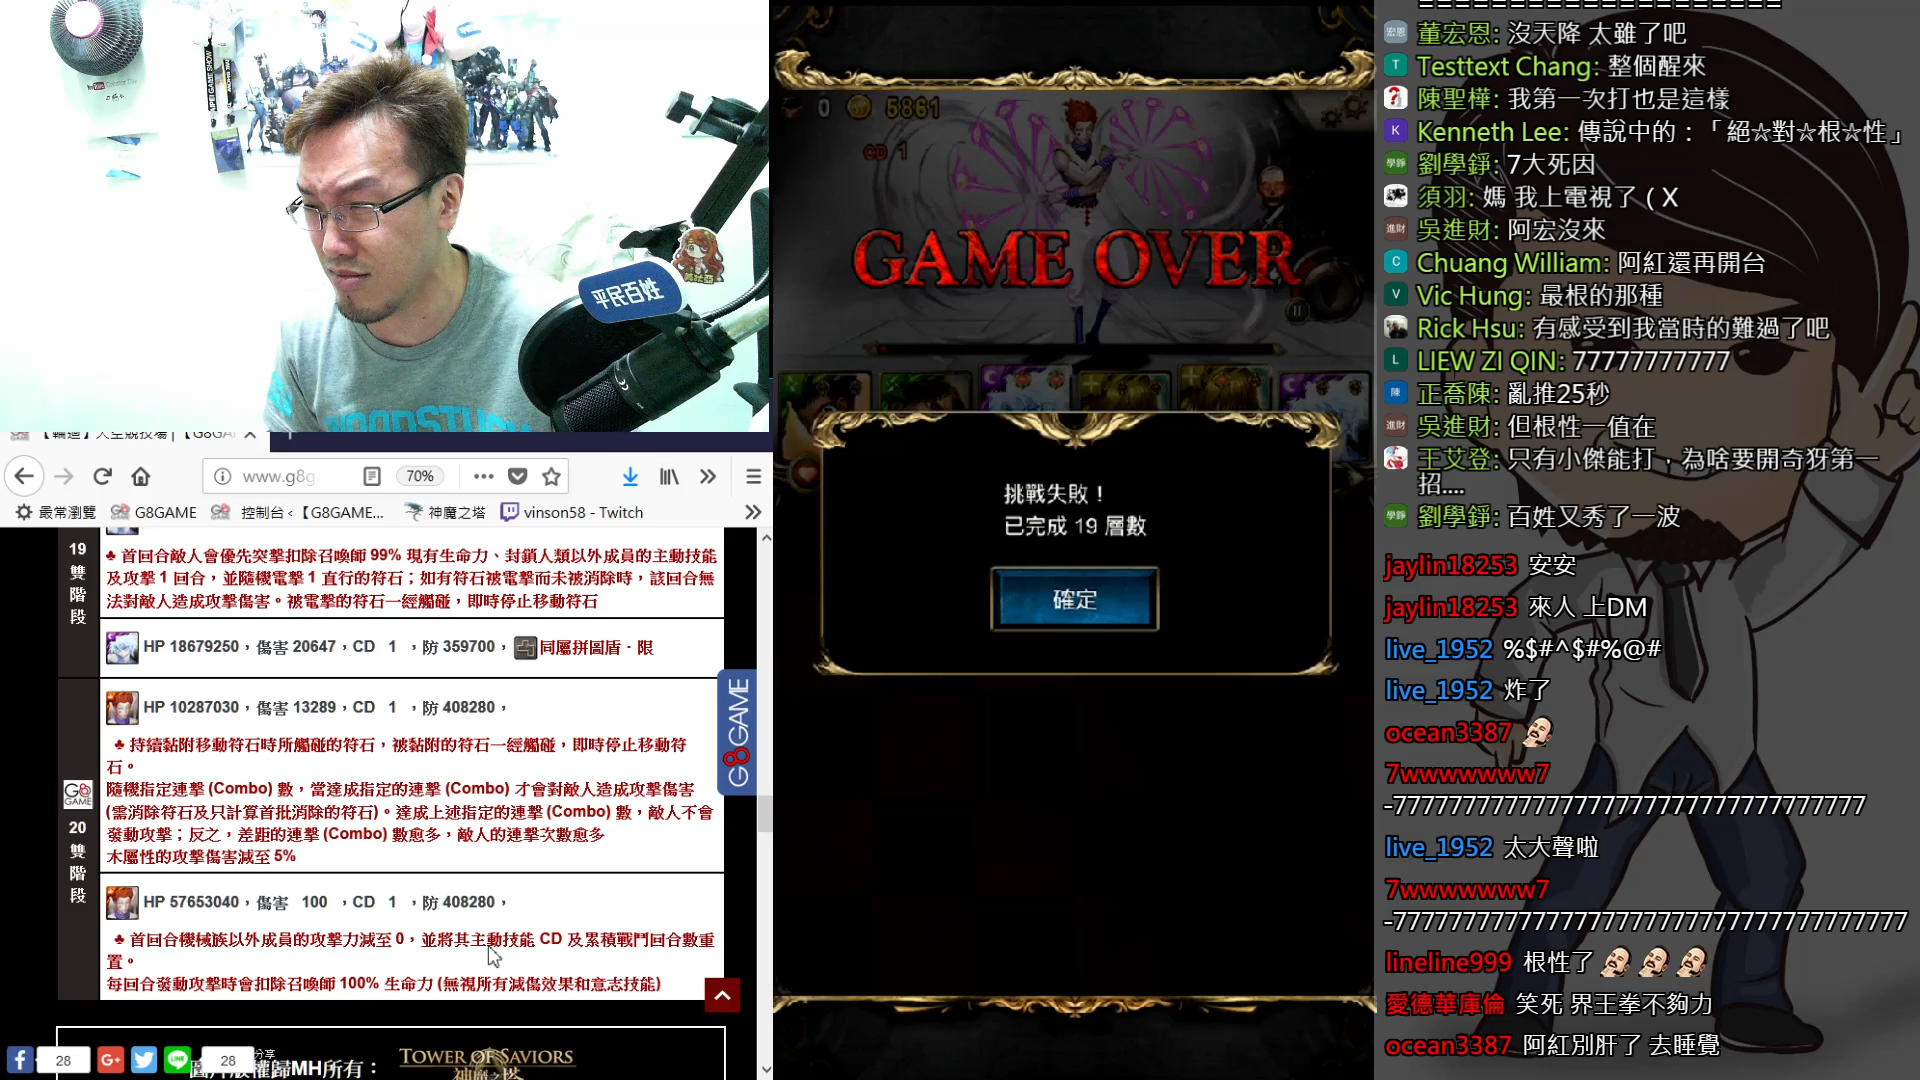 平民百姓
WOODSTOCK
www.g8g
70%
最常瀏覽
G8GAME
控制台 ‹【G8GAME...
神魔之塔
vinson58 - Twitch
19
雙
階
段
♣ 首回合敵人會優先突擊扣除召喚師 99% 現有生命力、封鎖人類以外成員的主動技能
及攻擊 1 回合，並隨機電擊 1 直行的符石；如有符石被電擊而未被消除時，該回合無
法對敵人造成攻擊傷害。被電擊的符石一經觸碰，即時停止移動符石
HP 18679250，傷害 20647，CD 1 ，防 359700， 同屬拼圖盾‧限
HP 10287030，傷害 13289，CD 1 ，防 408280，
♣ 持續黏附移動符石時所觸碰的符石，被黏附的符石一經觸碰，即時停止移動符
石。
隨機指定連擊 (Combo) 數，當達成指定的連擊 (Combo) 才會對敵人造成攻擊傷害
(需消除符石及只計算首批消除的符石)。達成上述指定的連擊 (Combo) 數，敵人不會
發動攻擊；反之，差距的連擊 (Combo) 數愈多，敵人的連擊次數愈多
木屬性的攻擊傷害減至 5%
G8
GAME
20
雙
階
段
HP 57653040，傷害 100 ，CD 1 ，防 408280，
♣ 首回合機械族以外成員的攻擊力減至 0，並將其主動技能 CD 及累積戰鬥回合數重
置。
每回合發動攻擊時會扣除召喚師 100% 生命力 (無視所有減傷效果和意志技能)
G8GAME
28
28
分享
圖片版權歸MH所有：
TOWER OF SAVIORS
神魔之塔
0
5861
CD 1
GAME OVER
挑戰失敗！
已完成 19 層數
確定
董宏恩: 沒天降 太雖了吧
Testtext Chang: 整個醒來
陳聖樺: 我第一次打也是這樣
Kenneth Lee: 傳說中的：「絕☆對☆根☆性」
劉學錚: 7大死因
須羽: 媽 我上電視了 ( X
吳進財: 阿宏沒來
Chuang William: 阿紅還再開台
Vic Hung: 最根的那種
Rick Hsu: 有感受到我當時的難過了吧
LIEW ZI QIN: 77777777777
正喬陳: 亂推25秒
吳進財: 但根性一值在
王艾登: 只有小傑能打，為啥要開奇犽第一
招....
劉學錚: 百姓又秀了一波
jaylin18253 安安
jaylin18253 來人 上DM
live_1952 %$#^$#%@#
live_1952 炸了
ocean3387
7wwwwwww7
-7777777777777777777777777777777777
live_1952 太大聲啦
7wwwwwww7
-7777777777777777777777777777777777777
lineline999 根性了
愛德華庫倫 笑死 界王拳不夠力
ocean3387 阿紅別肝了 去睡覺